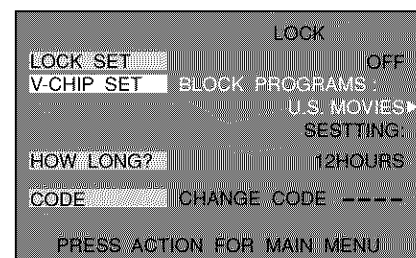 LOCK
LOCK SET OFF
V-CHIP SET BLOCK PROGRAMS :
U.S. MOVIES▶
SESTTING:
HOW LONG? 12HOURS
CODE CHANGE CODE – – – –
PRESS ACTION FOR MAIN MENU